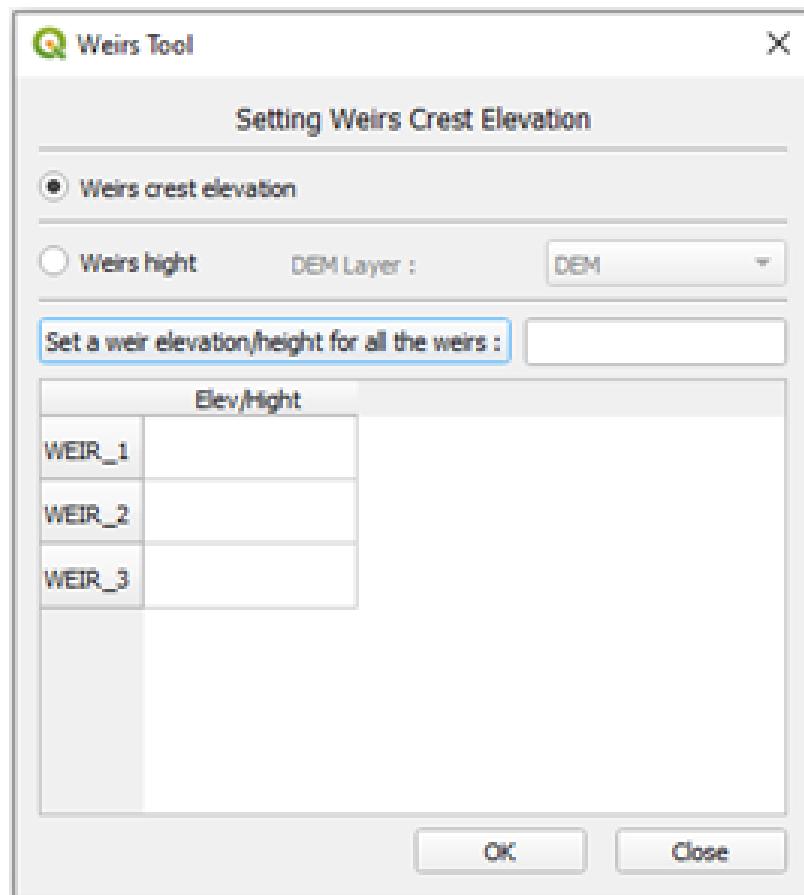 Weirs Tool
Setting Weirs Crest Elevation
Weirs crest elevation
Weirs hight DEM Layer : DEM
Set a weir elevation/height for all the weirs :
Elev/Hight
WEIR_1
WEIR_2
WEIR_3
OK Close